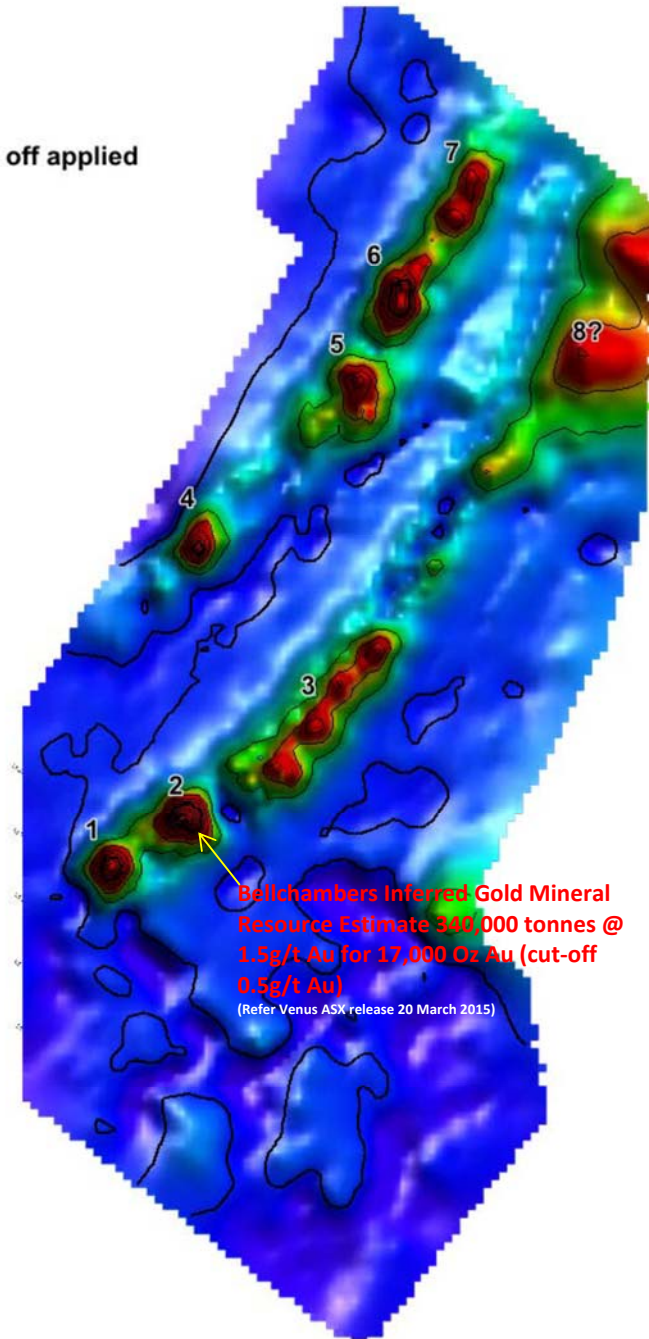 off applied
7
6
8?
5
4
3
2
1
Bellchambers Inferred Gold Mineral
Resource Estimate 340,000 tonnes @
1.5g/t Au for 17,000 Oz Au (cut-off
0.5g/t Au)
(Refer Venus ASX release 20 March 2015)